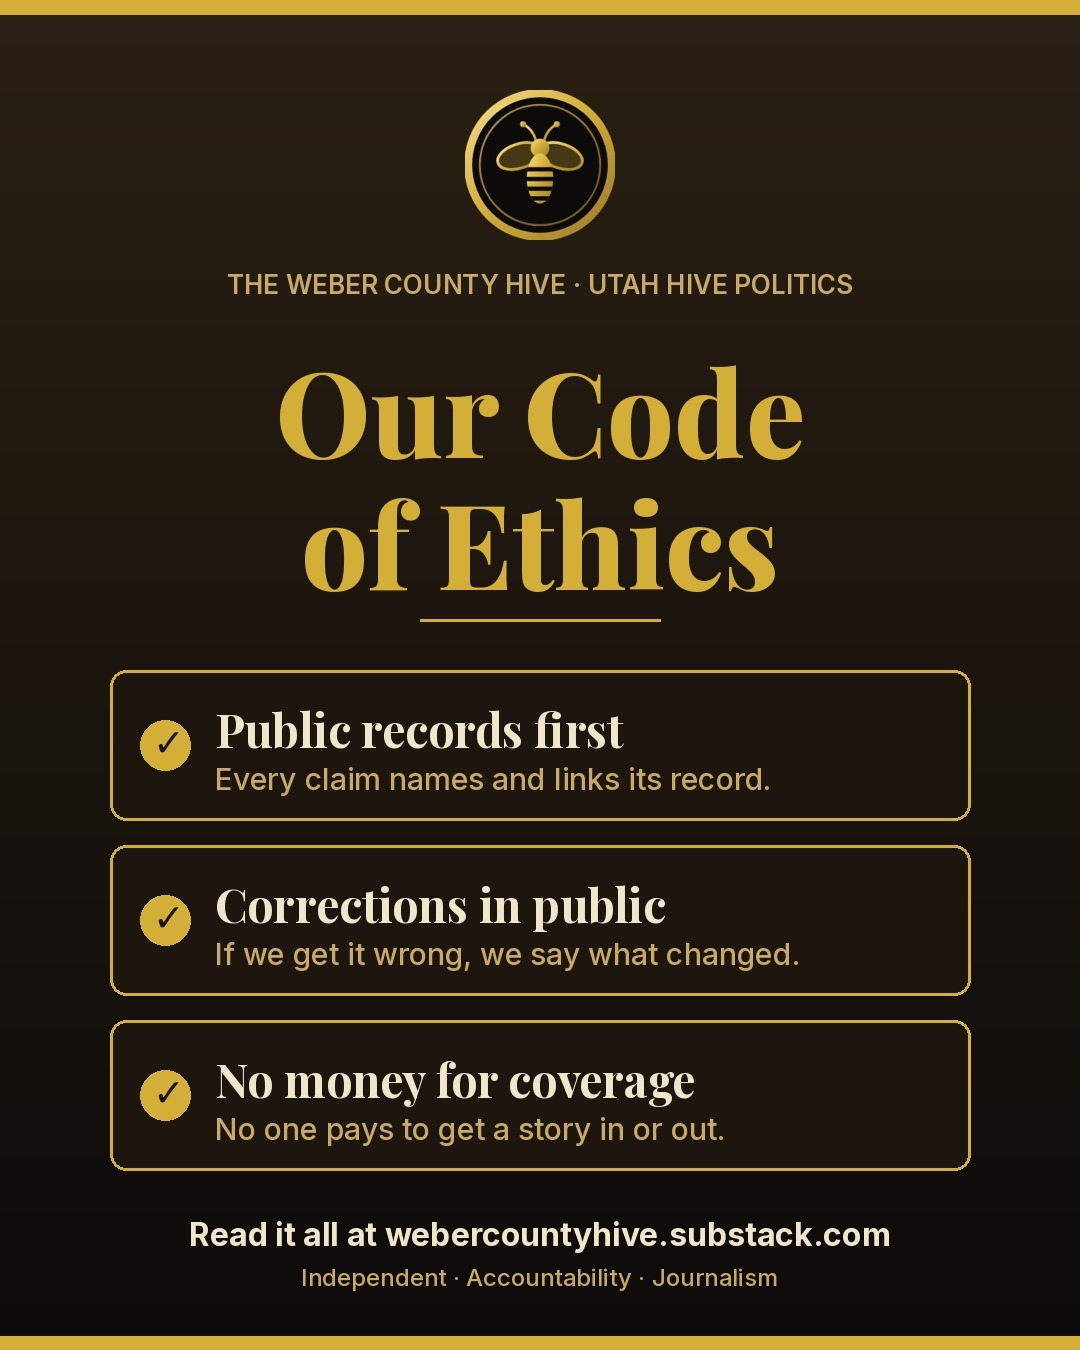 THE WEBER COUNTY HIVE · UTAH HIVE POLITICS
Our Code
of Ethics
✓ Public records first
Every claim names and links its record.
✓ Corrections in public
If we get it wrong, we say what changed.
✓ No money for coverage
No one pays to get a story in or out.
Read it all at webercountyhive.substack.com
Independent · Accountability · Journalism